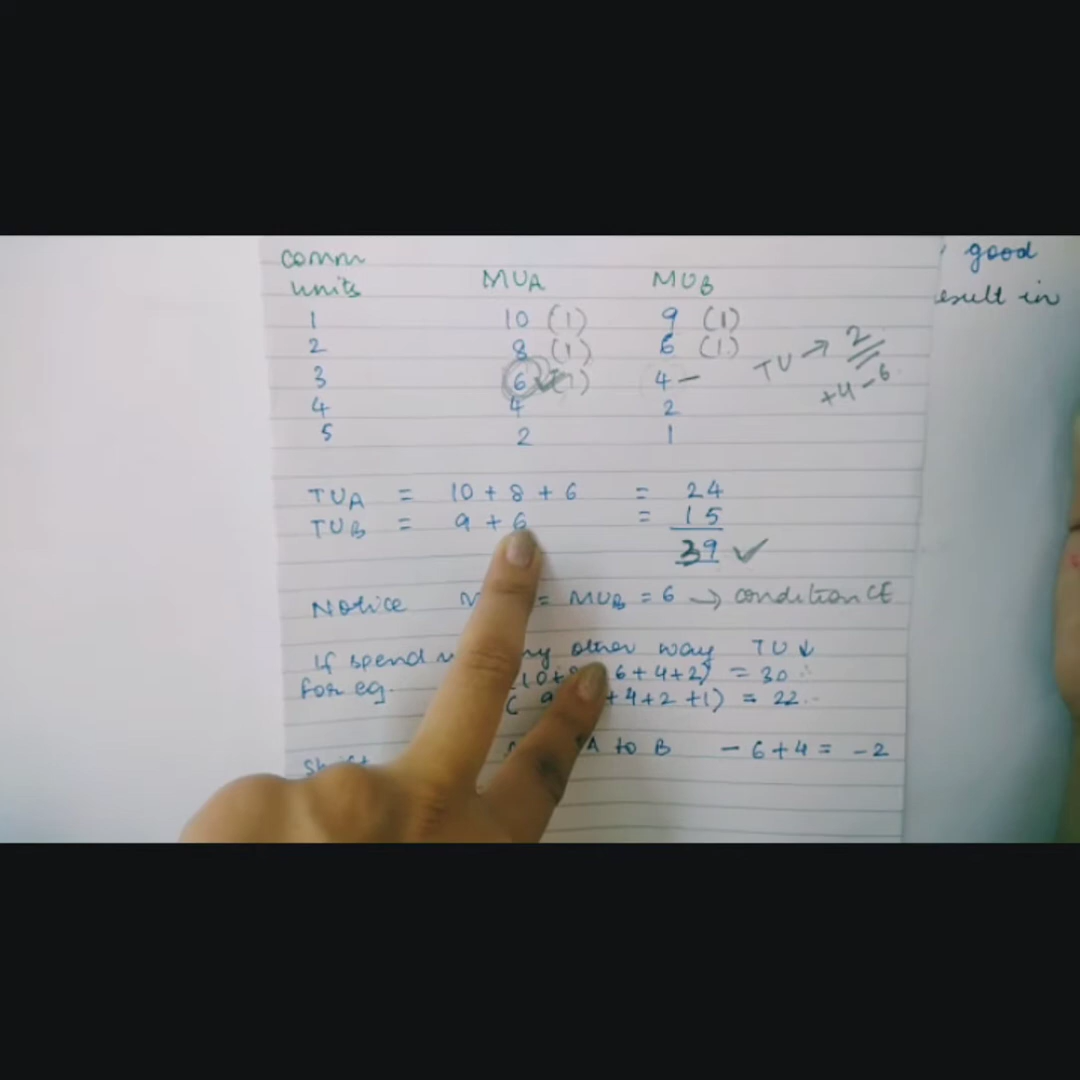 comm
units MUA MUB
1 10 (1) 9 (1)
2 8 (1) 6 (1)
3 6 ✓(1) 4 –
4 4 2
5 2 1
TU → 2
+4 – 6
good
esult in
TUA = 10 + 8 + 6 = 24
TUB = 9 + 6 = 15
39 ✓
Notice = MUB = 6 → condition CE
If spend other way TU ↓
for eg. 6 + 4 + 2) = 30
( 9 + 4 + 2 + 1) = 22
A to B – 6 + 4 = – 2